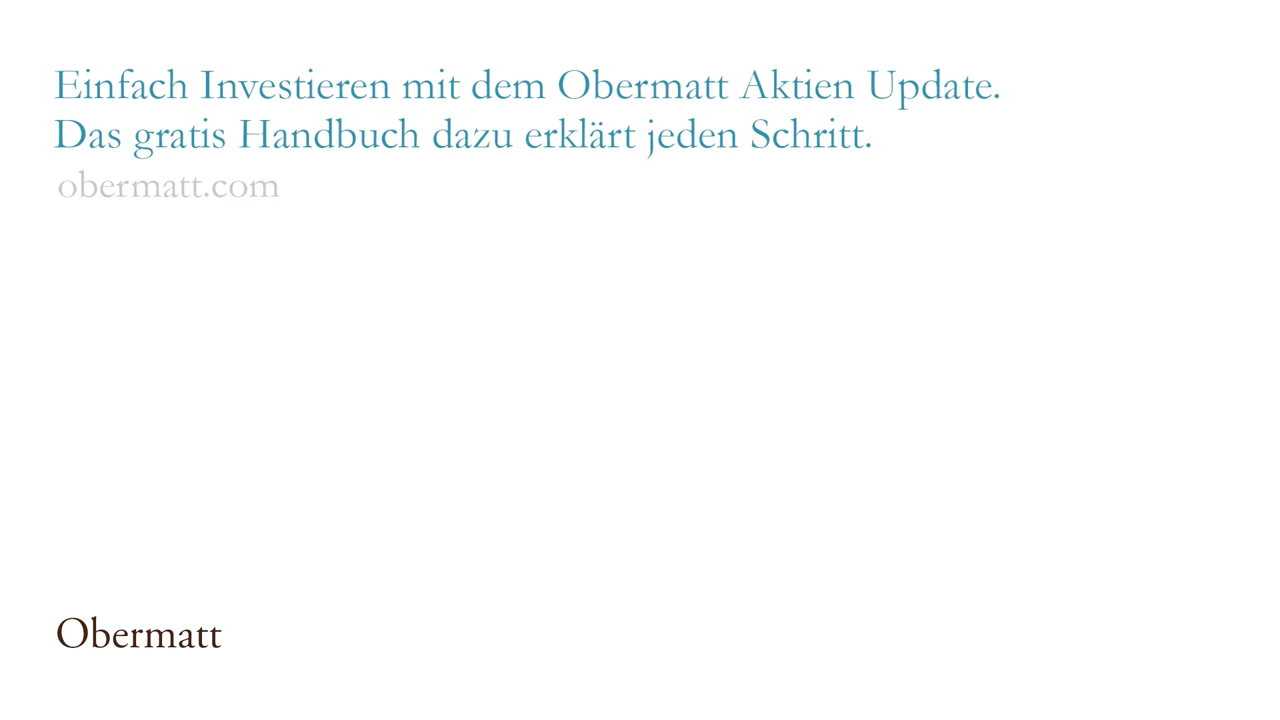 Einfach Investieren mit dem Obermatt Aktien Update.
Das gratis Handbuch dazu erklärt jeden Schritt.
obermatt.com
Obermatt